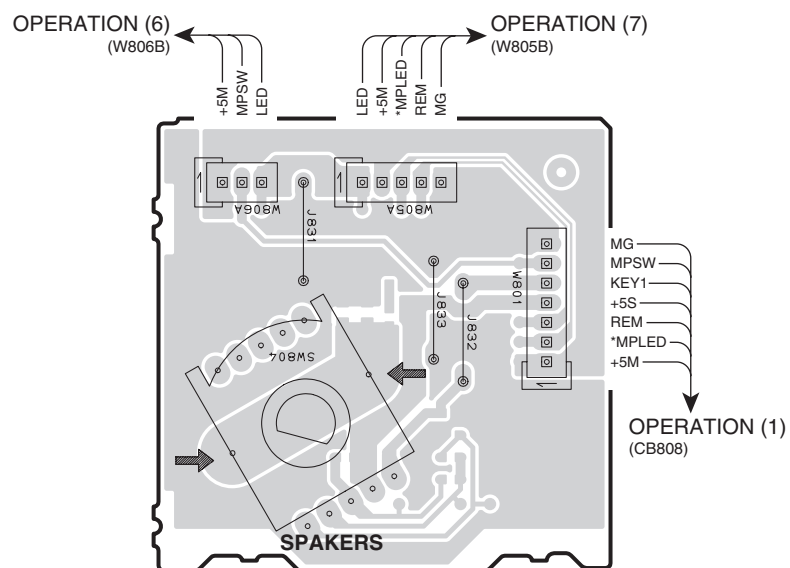 OPERATION (6)
(W806B)
OPERATION (7)
(W805B)
+5M
MPSW
LED
LED
+5M
*MPLED
REM
MG
W806A
W805A
J831
W801
J833
J832
SW804
MG
MPSW
KEY1
+5S
REM
*MPLED
+5M
OPERATION (1)
(CB808)
SPAKERS